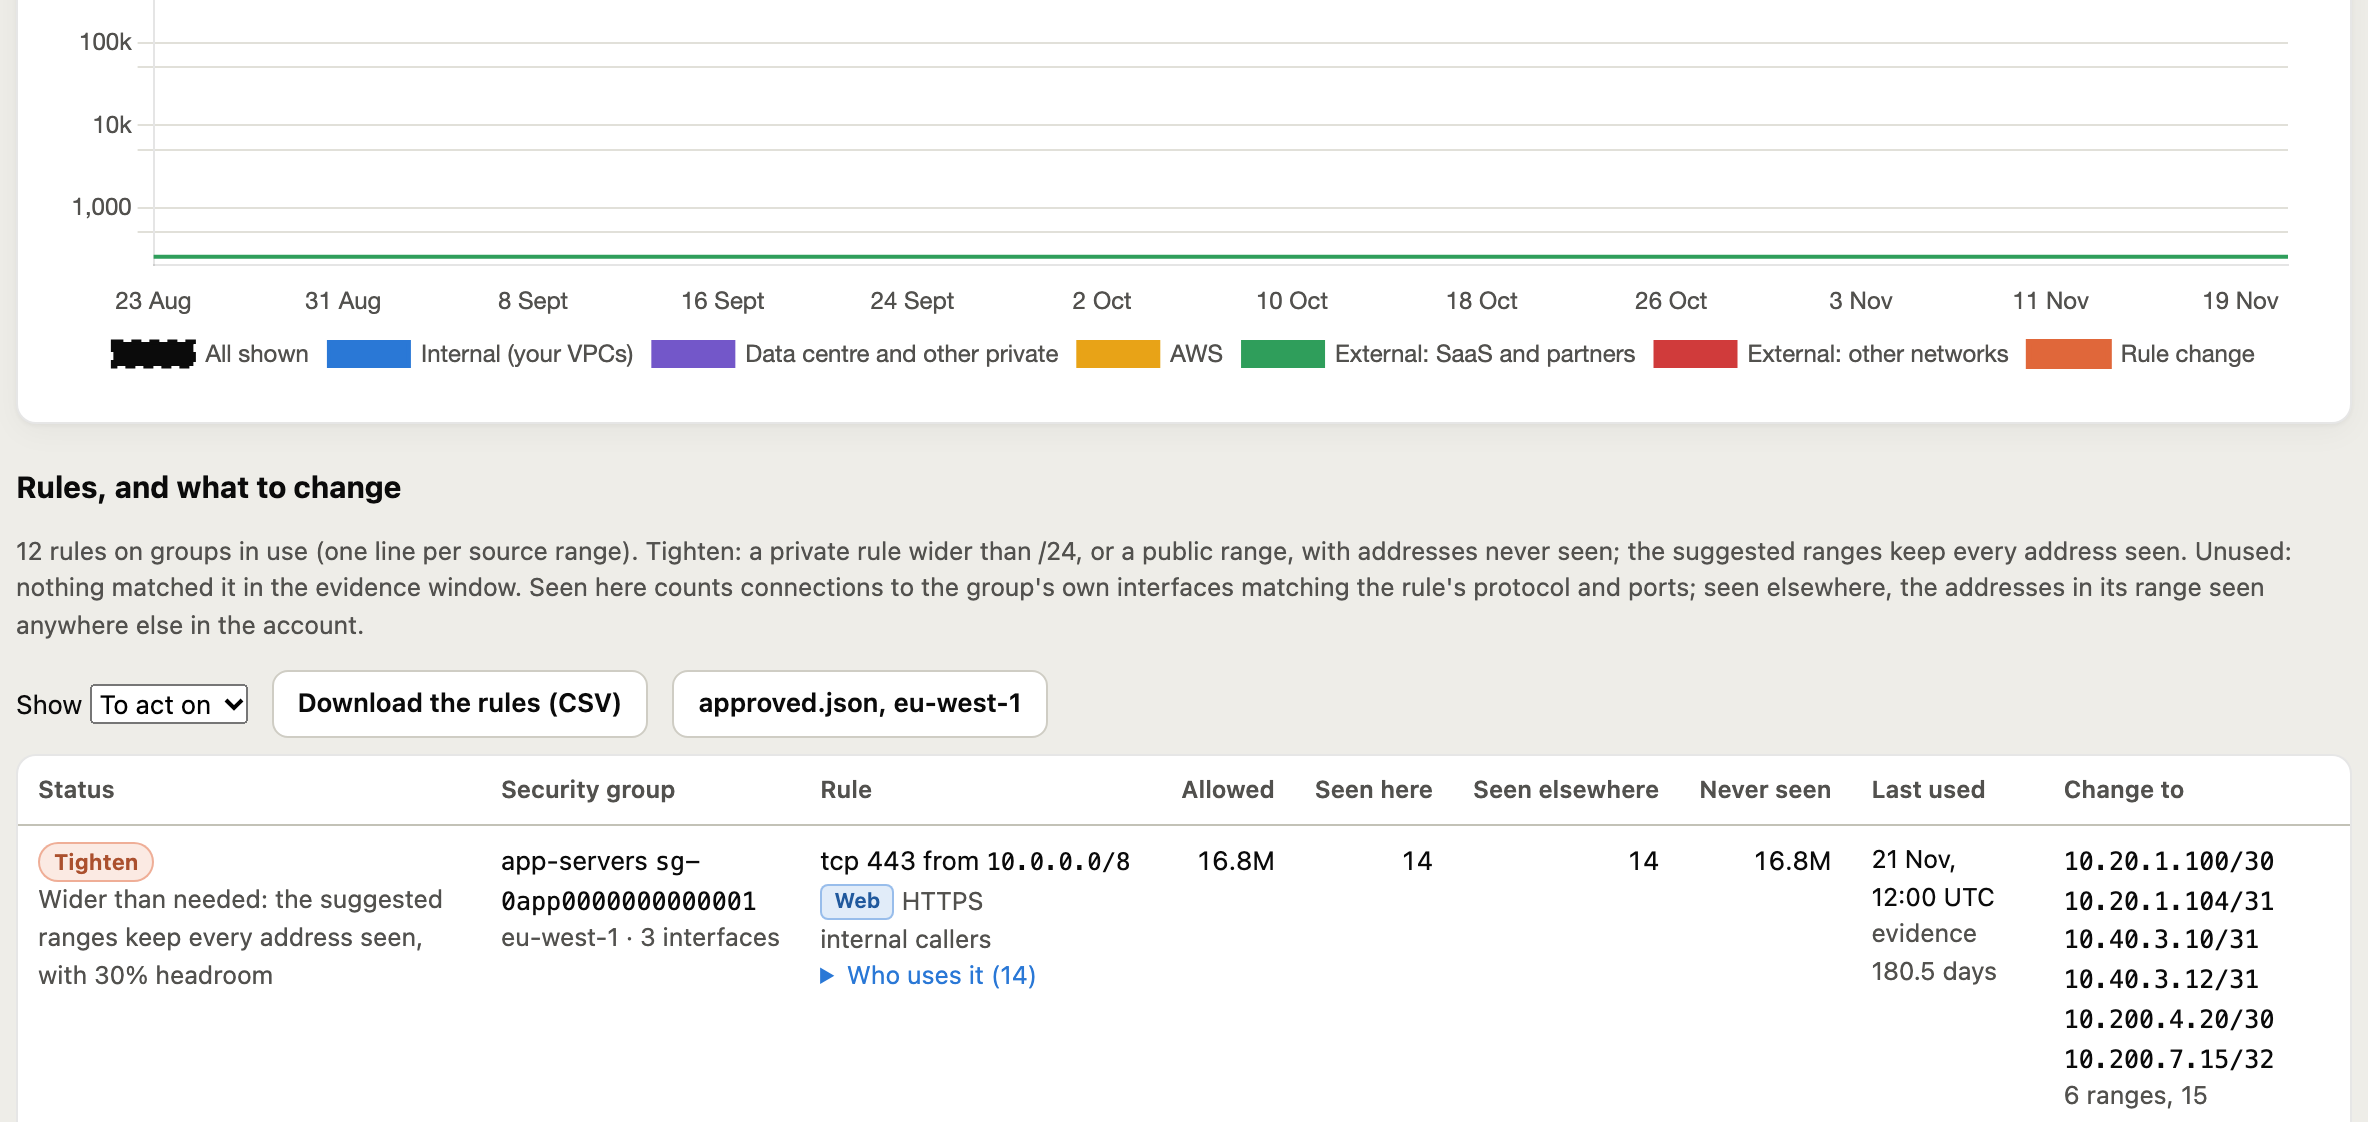 100k
10k
1,000
23 Aug 31 Aug 8 Sept 16 Sept 24 Sept 2 Oct 10 Oct 18 Oct 26 Oct 3 Nov 11 Nov 19 Nov
All shown Internal (your VPCs) Data centre and other private AWS External: SaaS and partners External: other networks Rule change
Rules, and what to change
12 rules on groups in use (one line per source range). Tighten: a private rule wider than /24, or a public range, with addresses never seen; the suggested ranges keep every address seen. Unused:
nothing matched it in the evidence window. Seen here counts connections to the group's own interfaces matching the rule's protocol and ports; seen elsewhere, the addresses in its range seen
anywhere else in the account.
Show To act on Download the rules (CSV) approved.json, eu-west-1
Status Security group Rule Allowed Seen here Seen elsewhere Never seen Last used Change to
Tighten
Wider than needed: the suggested
ranges keep every address seen,
with 30% headroom
app-servers sg-
0app0000000000001
eu-west-1 · 3 interfaces
tcp 443 from 10.0.0.0/8
Web HTTPS
internal callers
Who uses it (14)
16.8M
14
14
16.8M
21 Nov,
12:00 UTC
evidence
180.5 days
10.20.1.100/30
10.20.1.104/31
10.40.3.10/31
10.40.3.12/31
10.200.4.20/30
10.200.7.15/32
6 ranges, 15